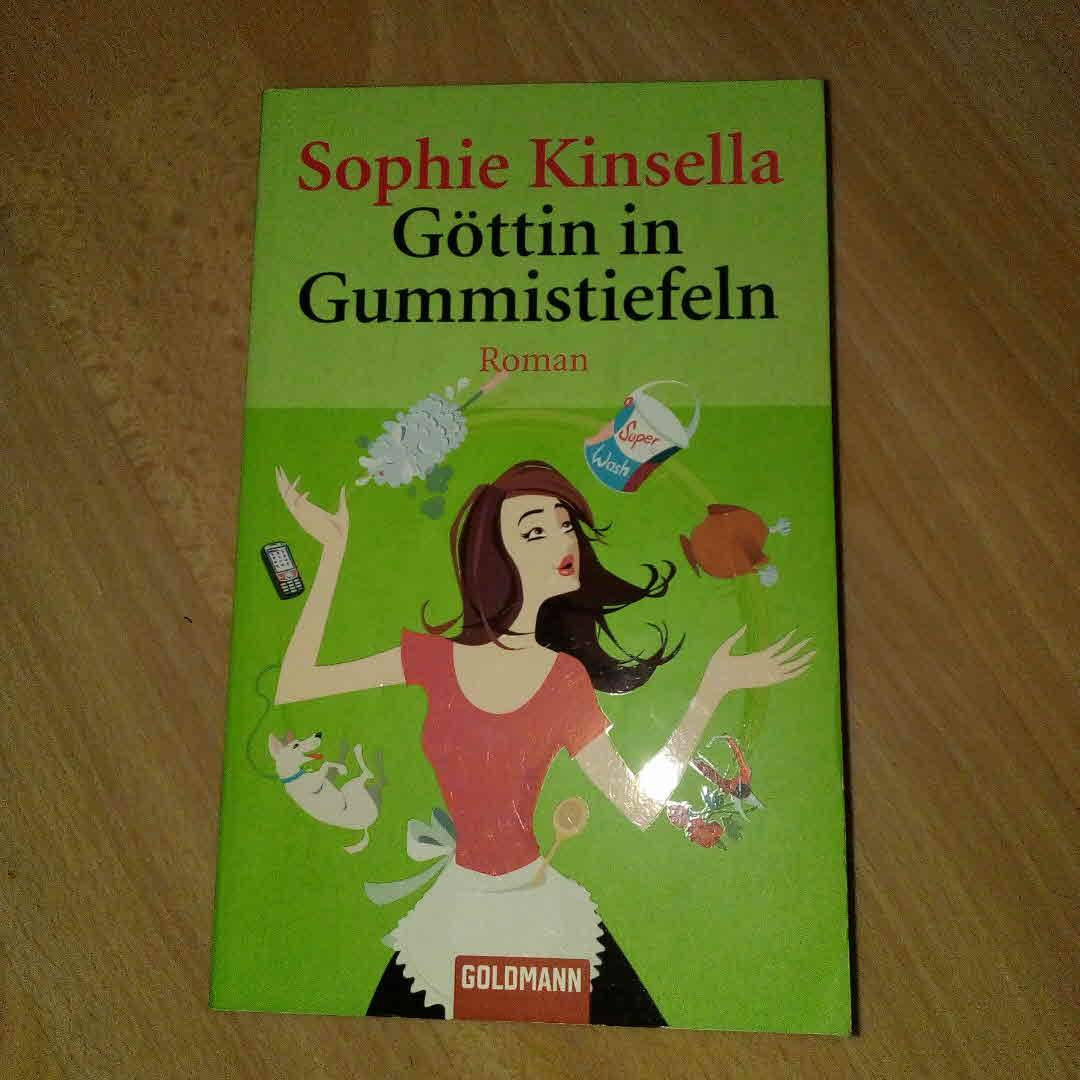 Sophie Kinsella
Göttin in
Gummistiefeln
Roman
Super
Wash
GOLDMANN